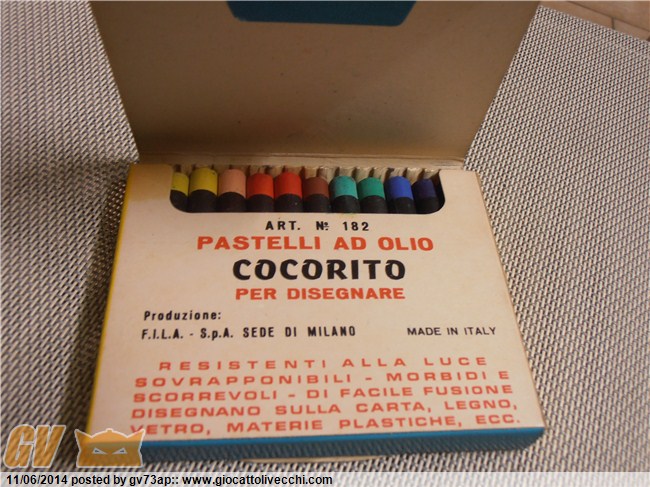 ART. Nº 182
PASTELLI AD OLIO
COCORITO
PER DISEGNARE
Produzione:
F.I.L.A. - S.p.A. SEDE DI MILANO MADE IN ITALY
RESISTENTI ALLA LUCE
SOVRAPPONIBILI - MORBIDI E
SCORREVOLI - DI FACILE FUSIONE
DISEGNANO SULLA CARTA, LEGNO,
VETRO, MATERIE PLASTICHE, ECC.
GV
11/06/2014 posted by gv73ap:: www.giocattolivecchi.com